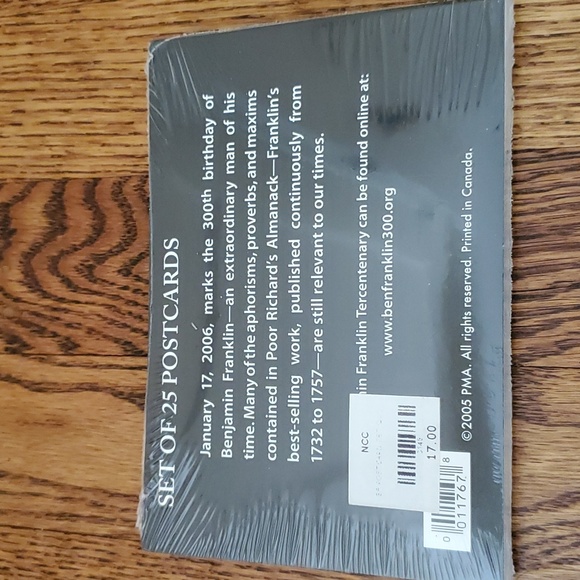 SET OF 25 POSTCARDS
January 17, 2006, marks the 300th birthday of
Benjamin Franklin—an extraordinary man of his
time. Many of the aphorisms, proverbs, and maxims
contained in Poor Richard's Almanack—Franklin's
best-selling work, published continuously from
1732 to 1757—are still relevant to our times.
in Franklin Tercentenary can be found online at:
www.benfranklin300.org
NCC
17.00
0 011767 8
©2005 PMA. All rights reserved. Printed in Canada.